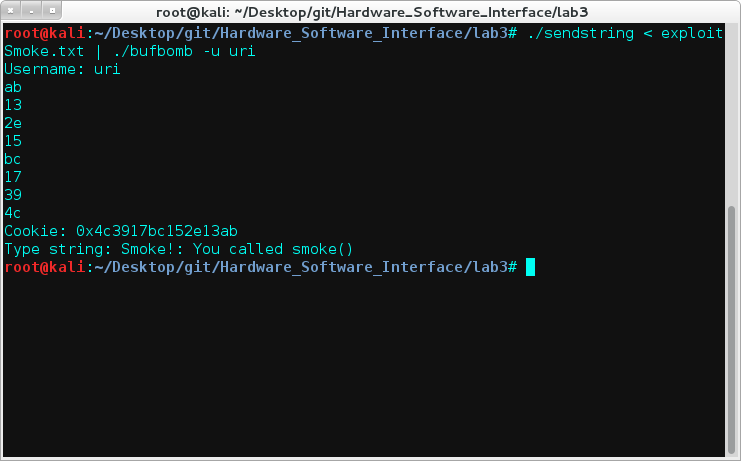 root@kali: ~/Desktop/git/Hardware_Software_Interface/lab3
root@kali:~/Desktop/git/Hardware_Software_Interface/lab3# ./sendstring < exploit
Smoke.txt | ./bufbomb -u uri
Username: uri
ab
13
2e
15
bc
17
39
4c
Cookie: 0x4c3917bc152e13ab
Type string: Smoke!: You called smoke()
root@kali:~/Desktop/git/Hardware_Software_Interface/lab3#